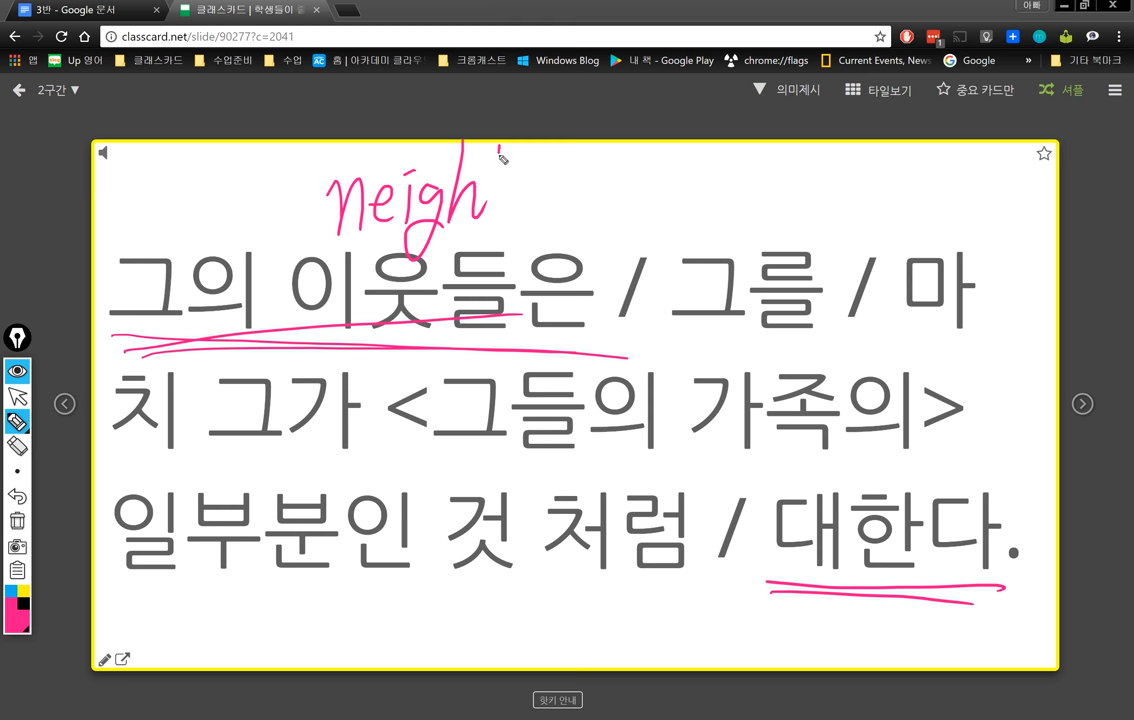 3반 - Google 문서
클래스카드 | 학생들이 줄
아빠
classcard.net/slide/90277?c=2041
1
앱 Up 영어 클래스카드 수업준비 수업 홈 | 아카데미 클라우 크롬캐스트 Windows Blog 내 책 - Google Play chrome://flags Current Events, News Google » 기타 북마크
2구간 ▼ 의미제시 타일보기 중요 카드만 셔플
neigh
그의 이웃들은 / 그를 / 마
치 그가 <그들의 가족의>
일부분인 것 처럼 / 대한다.
핫키 안내